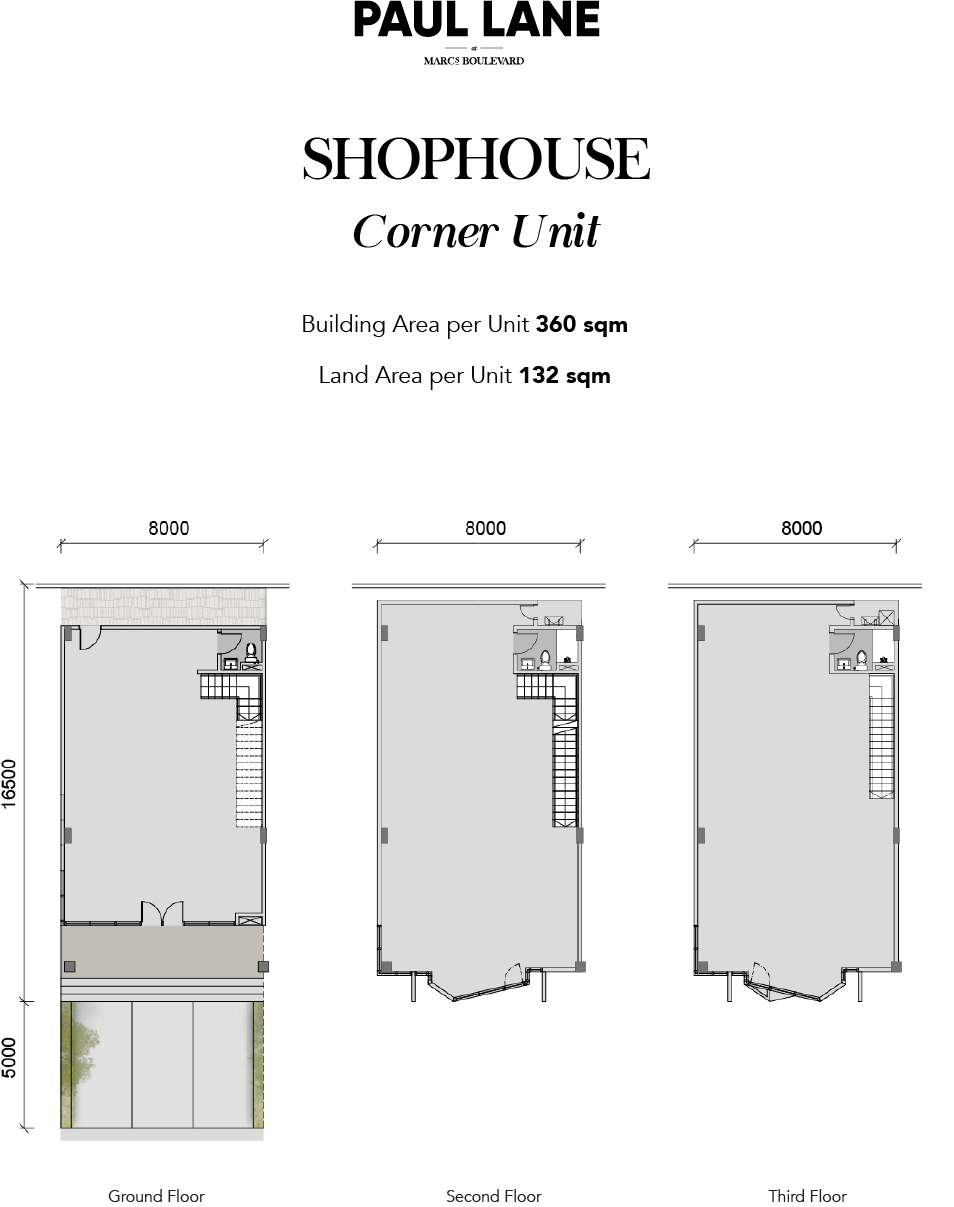 PAUL LANE
at
MARCS BOULEVARD
SHOPHOUSE
Corner Unit
Building Area per Unit 360 sqm
Land Area per Unit 132 sqm
8000
8000
8000
16500
5000
Ground Floor
Second Floor
Third Floor